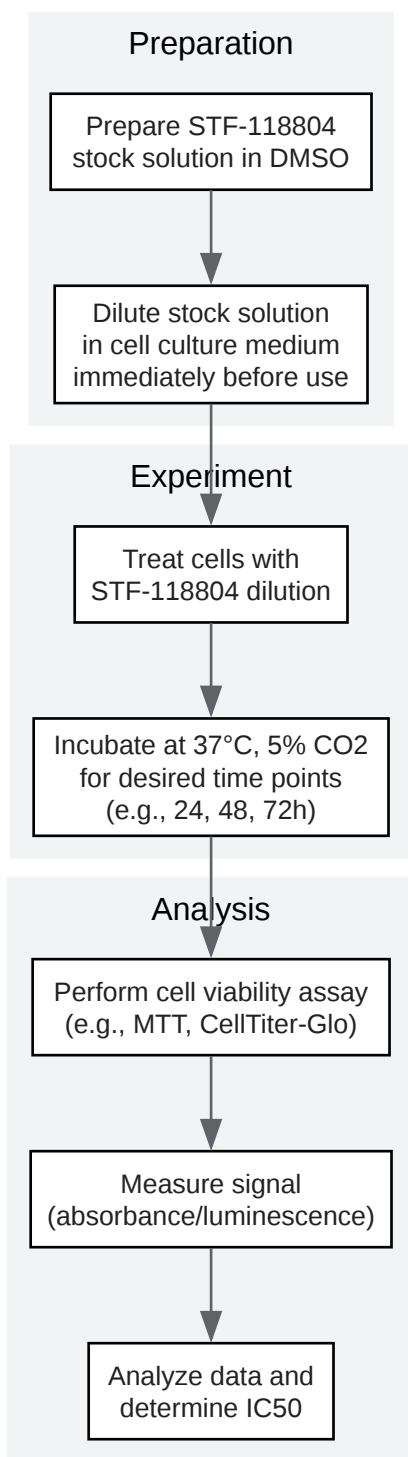 Preparation
Prepare STF-118804
stock solution in DMSO
Dilute stock solution
in cell culture medium
immediately before use
Experiment
Treat cells with
STF-118804 dilution
Incubate at 37°C, 5% CO2
for desired time points
(e.g., 24, 48, 72h)
Analysis
Perform cell viability assay
(e.g., MTT, CellTiter-Glo)
Measure signal
(absorbance/luminescence)
Analyze data and
determine IC50